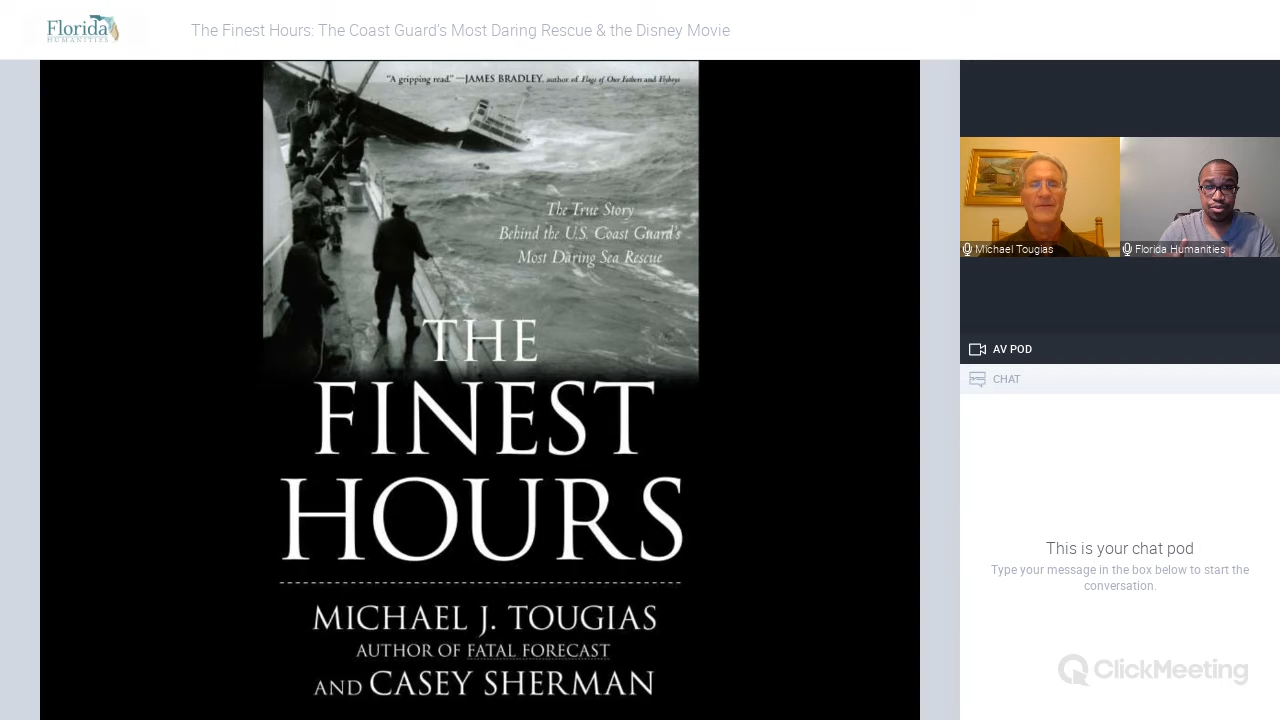 Florida
HUMANITIES
The Finest Hours: The Coast Guard's Most Daring Rescue & the Disney Movie
"A gripping read." —JAMES BRADLEY, author of Flags of Our Fathers and Flyboys
The True Story
Behind the U.S. Coast Guard's
Most Daring Sea Rescue
THE
FINEST
HOURS
MICHAEL J. TOUGIAS
AUTHOR OF FATAL FORECAST
AND CASEY SHERMAN
Michael Tougias
Florida Humanities
AV POD
CHAT
This is your chat pod
Type your message in the box below to start the
conversation.
ClickMeeting